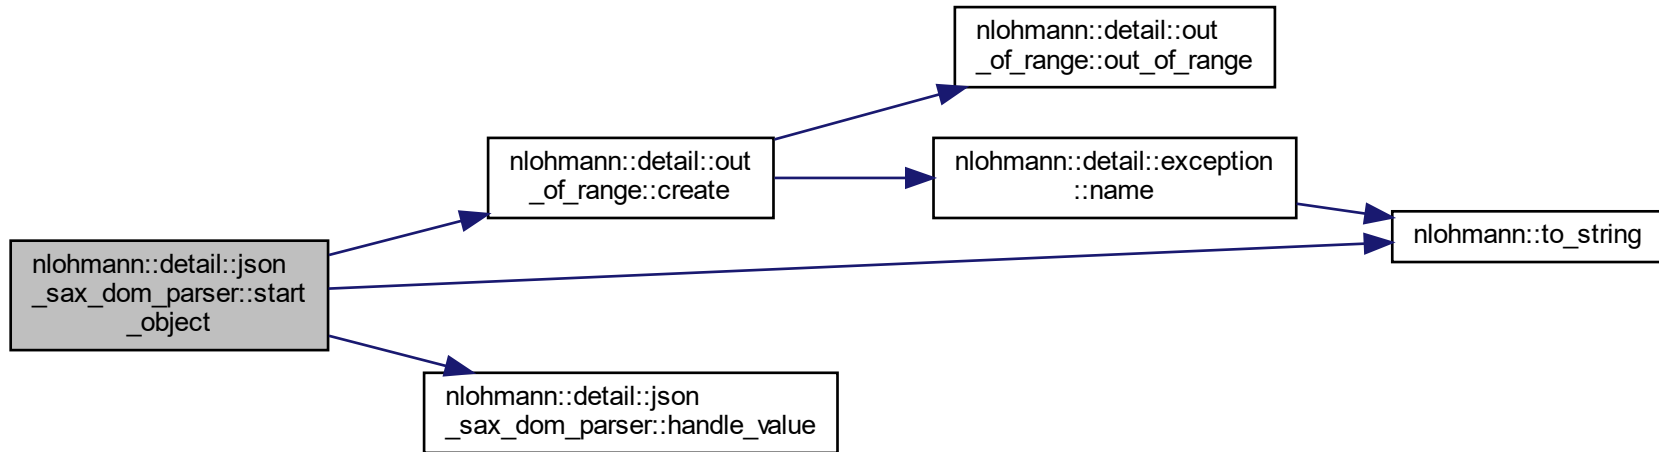 nlohmann::detail::out
_of_range::out_of_range
nlohmann::detail::out
_of_range::create
nlohmann::detail::exception
::name
nlohmann::to_string
nlohmann::detail::json
_sax_dom_parser::start
_object
nlohmann::detail::json
_sax_dom_parser::handle_value